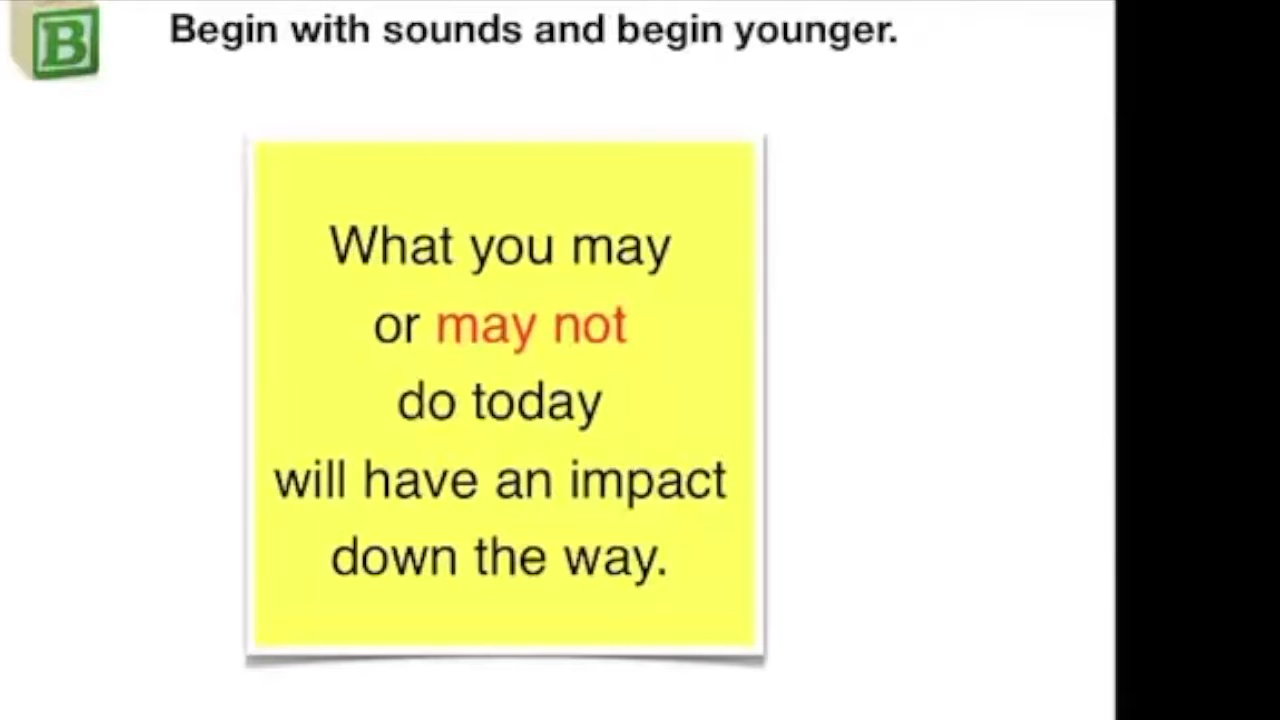 B
Begin with sounds and begin younger.
What you may
or may not
do today
will have an impact
down the way.